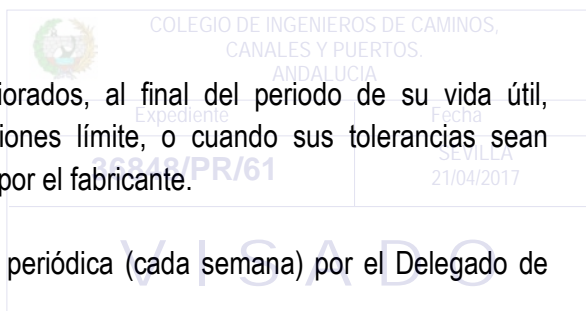 COLEGIO DE INGENIEROS DE CAMINOS,
CANALES Y PUERTOS.
ANDALUCIA
iorados, al final del periodo de su vida útil,
Expediente Fecha
iones límite, o cuando sus tolerancias sean
SEVILLA
36848/PR/61 21/04/2017
por el fabricante.
V I S A D O
periódica (cada semana) por el Delegado de